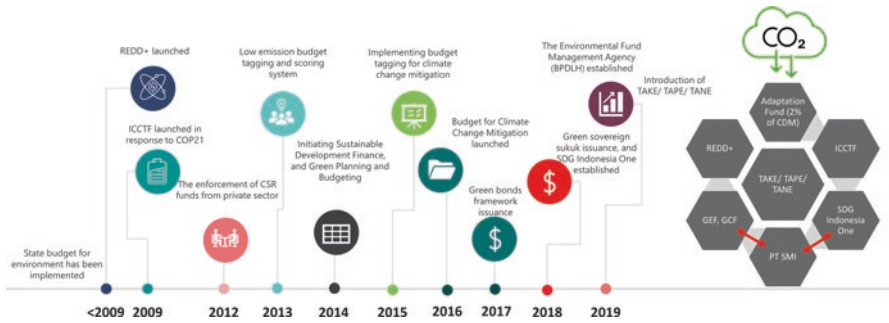 REDD+ launched
ICCTF launched in
response to COP21
State budget for
environment has been
implemented
The enforcement of CSR
funds from private sector
Low emission budget
tagging and scoring
system
Initiating Sustainable
Development Finance,
and Green Planning and
Budgeting
Implementing budget
tagging for climate
change mitigation
Budget for Climate
Change Mitigation
launched
Green bonds
framework
issuance
The Environmental Fund
Management Agency
(BPDLH) established
Green sovereign
sukuk issuance, and
SDG Indonesia One
established
Introduction of
TAKE/ TAPE/ TANE
$
$
<2009
2009
2012
2013
2014
2015
2016
2017
2018
2019
CO2
Adaptation
Fund (2%
of CDM)
REDD+
ICCTF
TAKE/ TAPE/
TANE
GEF, GCF
SDG
Indonesia
One
PT SMI